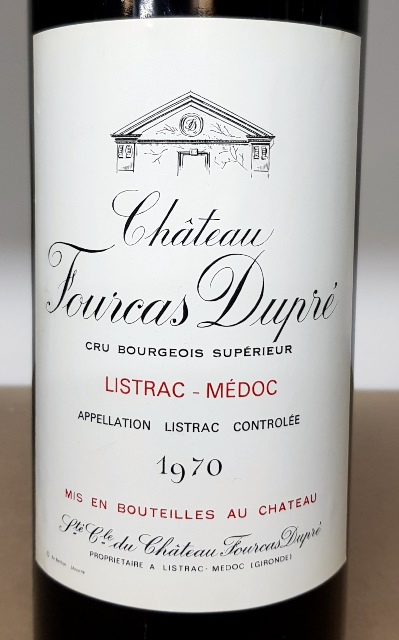 Château
Fourcas Dupré
CRU BOURGEOIS SUPÉRIEUR
LISTRAC - MÉDOC
APPELLATION LISTRAC CONTROLÉE
1970
MIS EN BOUTEILLES AU CHATEAU
Sté Cle du Château Fourcas Dupré
PROPRIETAIRE A LISTRAC - MEDOC (GIRONDE)